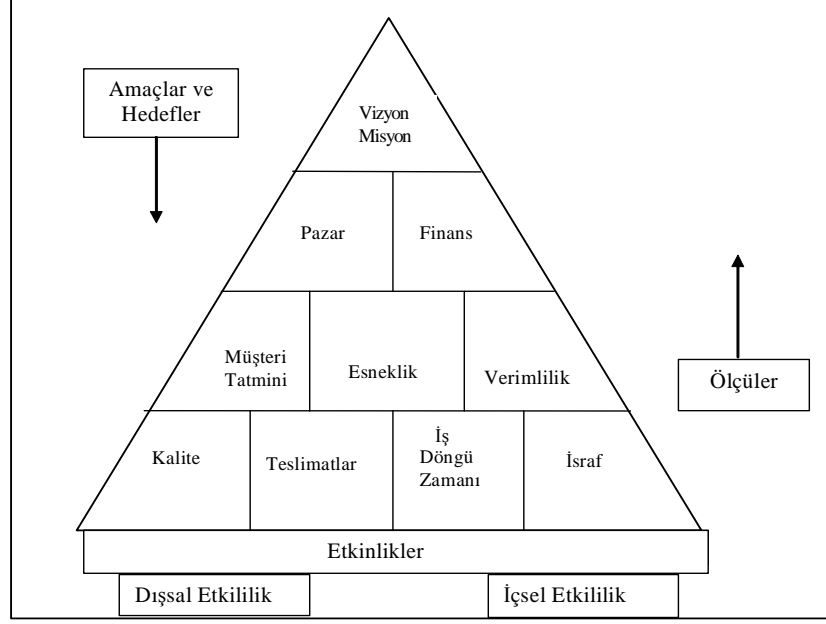 Amaçlar ve
Hedefler
Vizyon
Misyon
Pazar
Finans
Müşteri
Tatmini
Esneklik
Verimlilik
Ölçüler
Kalite
Teslimatlar
İş
Döngü
Zamanı
İsraf
Etkinlikler
Dışsal Etkililik
İçsel Etkililik